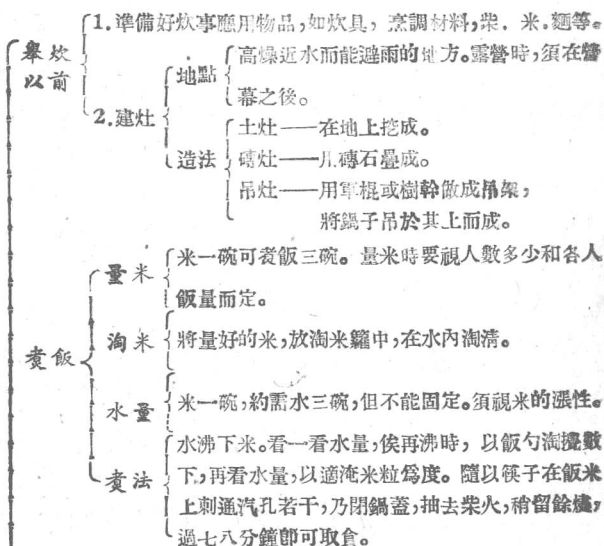 舉炊
以前
1.準備好炊事應用物品,如炊具,烹調材料,柴.米.麵等。
2.建灶
地點
高燥近水而能避雨的地方。露營時,須在營
幕之後。
造法
土灶——在地上挖成。
磚灶——用磚石疊成。
吊灶——用軍棍或樹幹做成吊架,
將鍋子吊於其上而成。
煑飯
量米
米一碗可煑飯三碗。量米時要視人數多少和各人
飯量而定。
淘米
將量好的米,放淘米籮中,在水內淘清。
水量
米一碗,約需水三碗,但不能固定。須視米的漲性。
煑法
水沸下米。看一看水量,俟再沸時,以飯勺淘攪數
下,再看水量,以適淹米粒爲度。隨以筷子在飯米
上刺通汽孔若干,乃閉鍋蓋,抽去柴火,稍留餘燼,
過七八分鐘卽可取食。